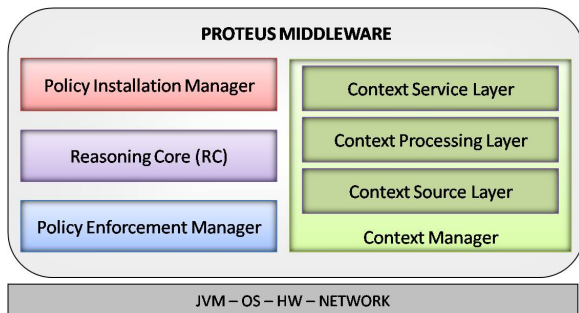 PROTEUS MIDDLEWARE
Policy Installation Manager
Reasoning Core (RC)
Policy Enforcement Manager
Context Service Layer
Context Processing Layer
Context Source Layer
Context Manager
JVM – OS – HW – NETWORK